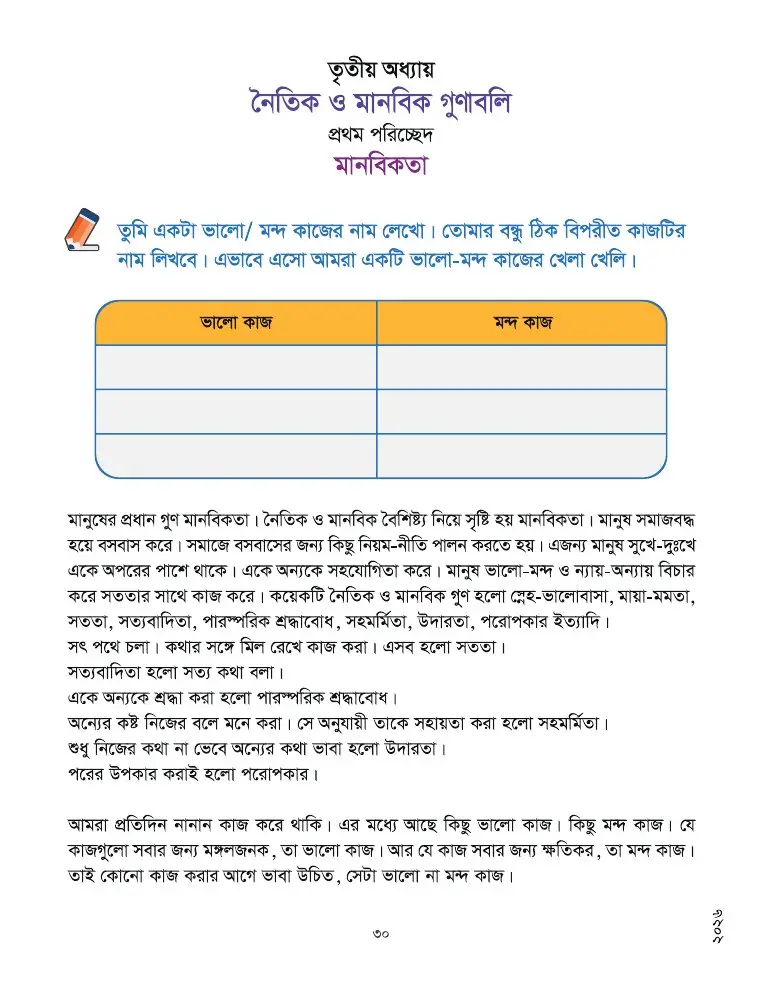 তৃতীয় অধ্যায়
নৈতিক ও মানবিক গুণাবলি
প্রথম পরিচ্ছেদ
মানবিকতা
তুমি একটা ভালো/ মন্দ কাজের নাম লেখো। তোমার বন্ধু ঠিক বিপরীত কাজটির
নাম লিখবে। এভাবে এসো আমরা একটি ভালো-মন্দ কাজের খেলা খেলি।
ভালো কাজ
মন্দ কাজ
মানুষের প্রধান গুণ মানবিকতা। নৈতিক ও মানবিক বৈশিষ্ট্য নিয়ে সৃষ্টি হয় মানবিকতা। মানুষ সমাজবদ্ধ
হয়ে বসবাস করে। সমাজে বসবাসের জন্য কিছু নিয়ম-নীতি পালন করতে হয়। এজন্য মানুষ সুখে-দুঃখে
একে অপরের পাশে থাকে। একে অন্যকে সহযোগিতা করে। মানুষ ভালো-মন্দ ও ন্যায়-অন্যায় বিচার
করে সততার সাথে কাজ করে। কয়েকটি নৈতিক ও মানবিক গুণ হলো স্নেহ-ভালোবাসা, মায়া-মমতা,
সততা, সত্যবাদিতা, পারস্পরিক শ্রদ্ধাবোধ, সহমর্মিতা, উদারতা, পরোপকার ইত্যাদি।
সৎ পথে চলা। কথার সঙ্গে মিল রেখে কাজ করা। এসব হলো সততা।
সত্যবাদিতা হলো সত্য কথা বলা।
একে অন্যকে শ্রদ্ধা করা হলো পারস্পরিক শ্রদ্ধাবোধ।
অন্যের কষ্ট নিজের বলে মনে করা। সে অনুযায়ী তাকে সহায়তা করা হলো সহমর্মিতা।
শুধু নিজের কথা না ভেবে অন্যের কথা ভাবা হলো উদারতা।
পরের উপকার করাই হলো পরোপকার।
আমরা প্রতিদিন নানান কাজ করে থাকি। এর মধ্যে আছে কিছু ভালো কাজ। কিছু মন্দ কাজ। যে
কাজগুলো সবার জন্য মঙ্গলজনক, তা ভালো কাজ। আর যে কাজ সবার জন্য ক্ষতিকর, তা মন্দ কাজ।
তাই কোনো কাজ করার আগে ভাবা উচিত, সেটা ভালো না মন্দ কাজ।
৩০
২০২৬